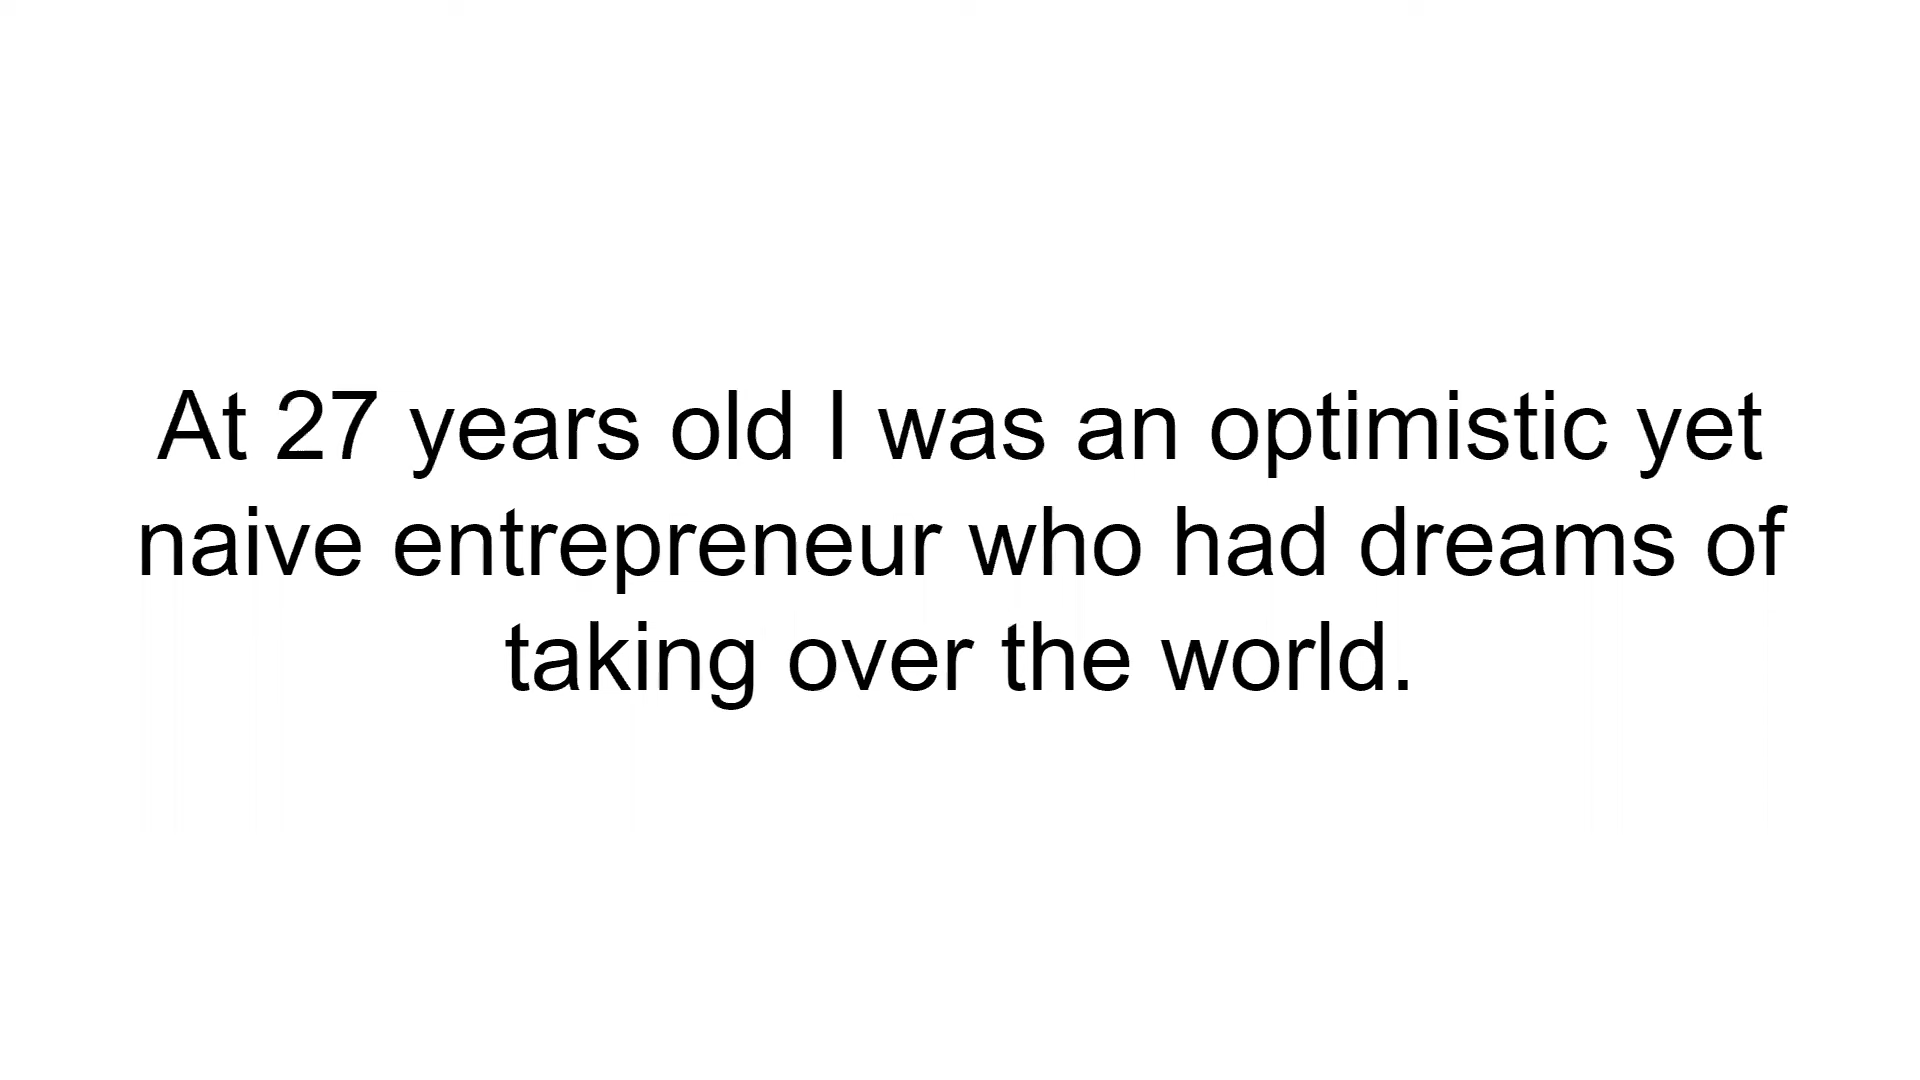 At 27 years old I was an optimistic yet
naive entrepreneur who had dreams of
taking over the world.